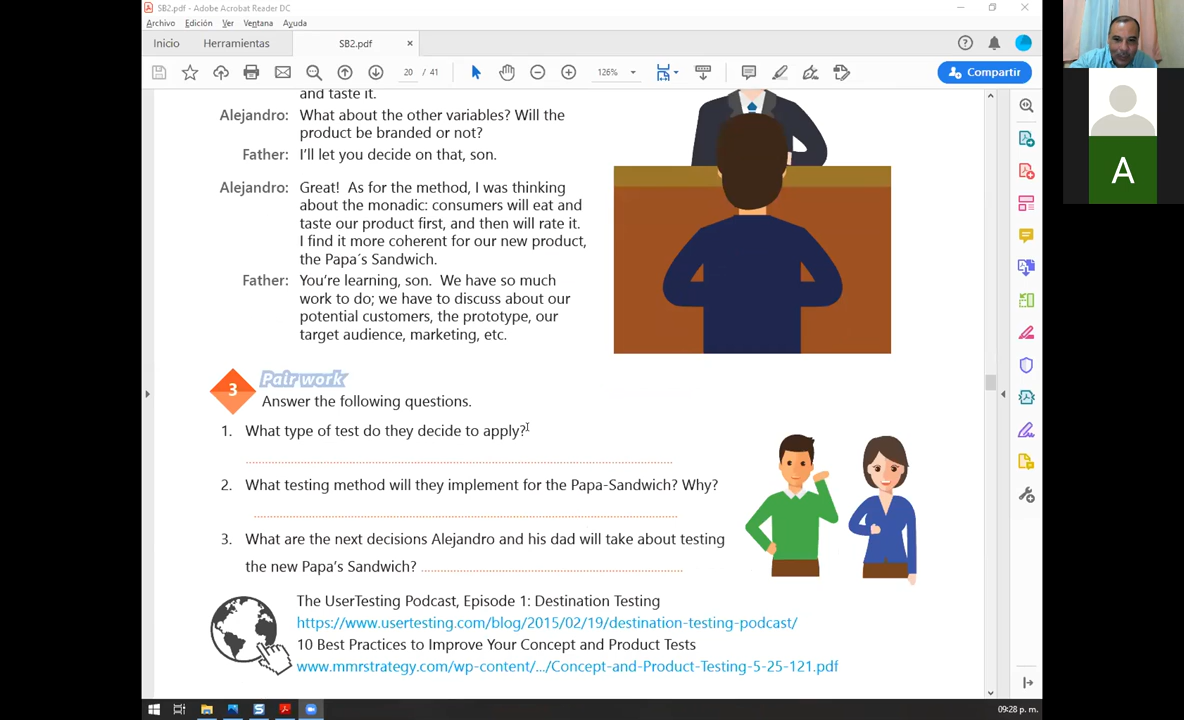 SB2.pdf - Adobe Acrobat Reader DC
Archivo Edición Ver Ventana Ayuda
Inicio Herramientas SB2.pdf ×
20 / 41 126% Compartir
and taste it.
Alejandro: What about the other variables? Will the
product be branded or not?
Father: I'll let you decide on that, son.
Alejandro: Great! As for the method, I was thinking
about the monadic: consumers will eat and
taste our product first, and then will rate it.
I find it more coherent for our new product,
the Papa´s Sandwich.
Father: You're learning, son. We have so much
work to do; we have to discuss about our
potential customers, the prototype, our
target audience, marketing, etc.
3 Pair work
Answer the following questions.
1. What type of test do they decide to apply?
2. What testing method will they implement for the Papa-Sandwich? Why?
3. What are the next decisions Alejandro and his dad will take about testing
the new Papa's Sandwich?
The UserTesting Podcast, Episode 1: Destination Testing
https://www.usertesting.com/blog/2015/02/19/destination-testing-podcast/
10 Best Practices to Improve Your Concept and Product Tests
www.mmrstrategy.com/wp-content/.../Concept-and-Product-Testing-5-25-121.pdf
09:28 p. m.
A